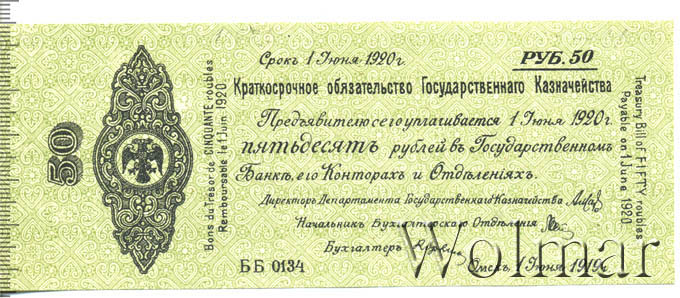 Срокъ 1 Июня 1920 г.
РУБ. 50
Краткосрочное обязательство Государственнаго Казначейства
Предъявителю сего уплачивается 1 Июня 1920 г.
пятьдесятъ рублей въ Государственномъ
Банкѣ, его Конторахъ и Отдѣленіяхъ.
Директоръ Департамента Государственнаго Казначейства
Начальникъ Бухгалтерскаго Отдѣленія
Бухгалтеръ
ББ 0134
Омскъ, 1 Июня 1919 г.
50
Bons du Trésor de CINQUANTE roubles
Remboursable le 1 Juin 1920
Treasury Bill of FIFTY roubles
Payable on 1 June 1920
Wolmar